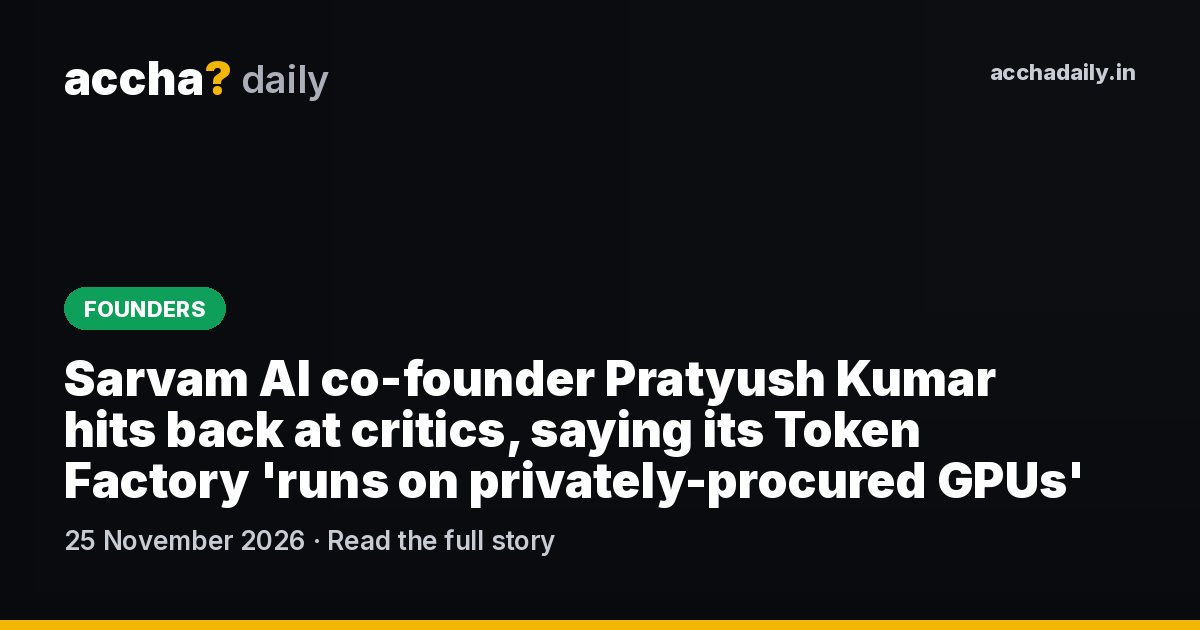 accha? daily
acchadaily.in
FOUNDERS
Sarvam AI co-founder Pratyush Kumar
hits back at critics, saying its Token
Factory 'runs on privately-procured GPUs'
25 November 2026 · Read the full story